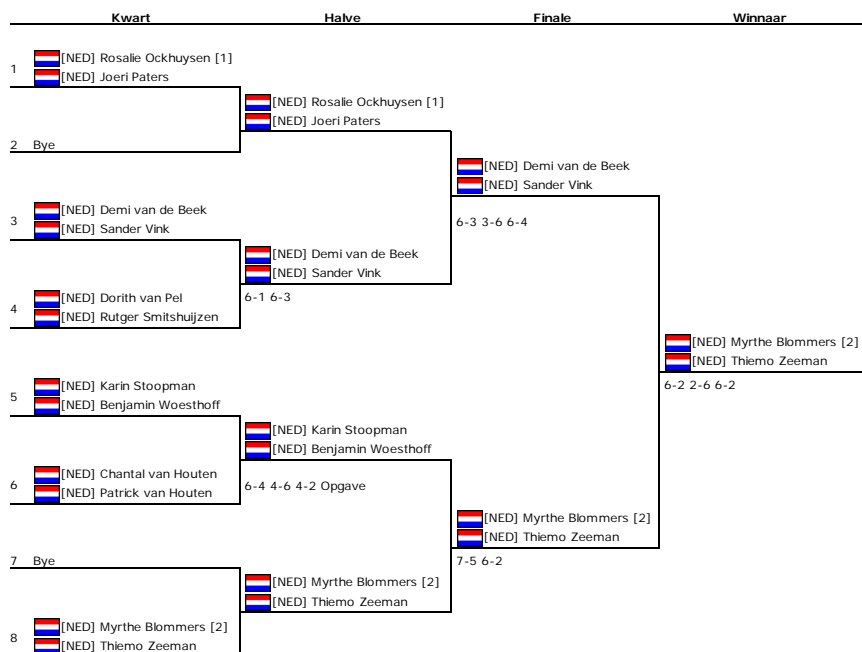 Kwart Halve Finale Winnaar
1
[NED] Rosalie Ockhuysen [1]
[NED] Joeri Paters
[NED] Rosalie Ockhuysen [1]
[NED] Joeri Paters
2 Bye
[NED] Demi van de Beek
[NED] Sander Vink
6-3 3-6 6-4
3
[NED] Demi van de Beek
[NED] Sander Vink
[NED] Demi van de Beek
[NED] Sander Vink
6-1 6-3
4
[NED] Dorith van Pel
[NED] Rutger Smitshuijzen
[NED] Myrthe Blommers [2]
[NED] Thiemo Zeeman
6-2 2-6 6-2
5
[NED] Karin Stoopman
[NED] Benjamin Woesthoff
[NED] Karin Stoopman
[NED] Benjamin Woesthoff
6-4 4-6 4-2 Opgave
6
[NED] Chantal van Houten
[NED] Patrick van Houten
[NED] Myrthe Blommers [2]
[NED] Thiemo Zeeman
7-5 6-2
7 Bye
[NED] Myrthe Blommers [2]
[NED] Thiemo Zeeman
8
[NED] Myrthe Blommers [2]
[NED] Thiemo Zeeman